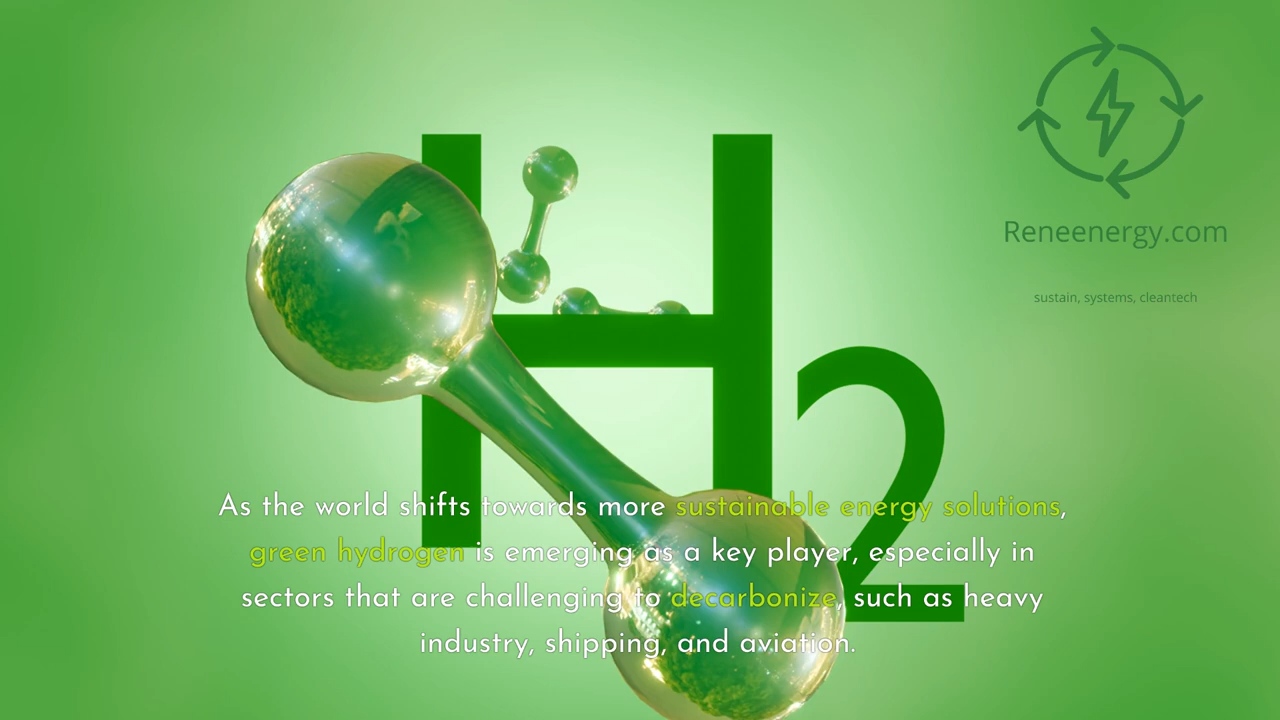 H2
Reneenergy.com
sustain, systems, cleantech
As the world shifts towards more sustainable energy solutions,
green hydrogen is emerging as a key player, especially in
sectors that are challenging to decarbonize, such as heavy
industry, shipping, and aviation.